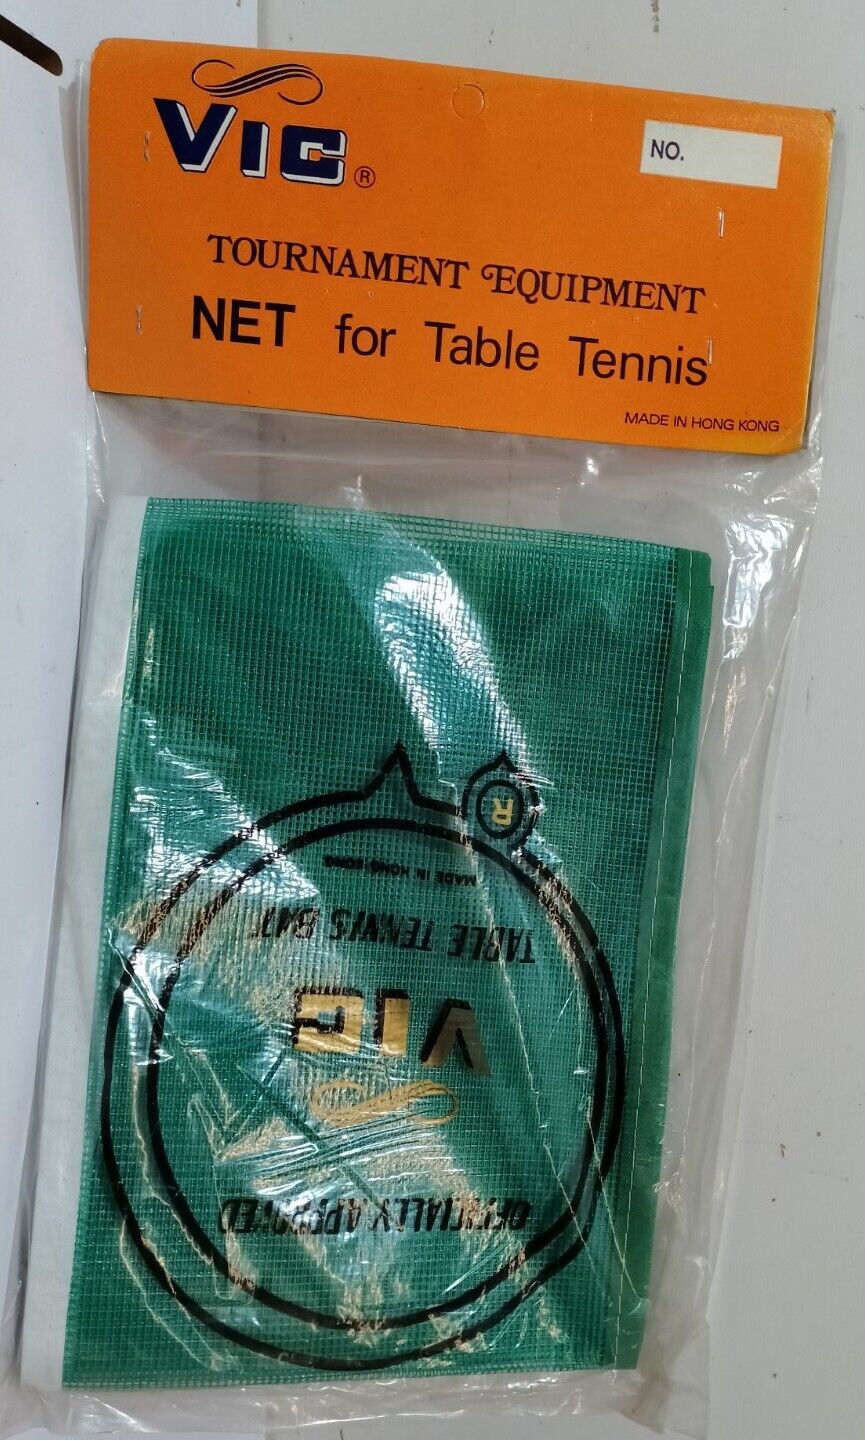 VIC ®
NO.
TOURNAMENT EQUIPMENT
NET for Table Tennis
MADE IN HONG KONG
OFFICIALLY APPROVED
VIC
TABLE TENNIS BAT
MADE IN HONG KONG
R